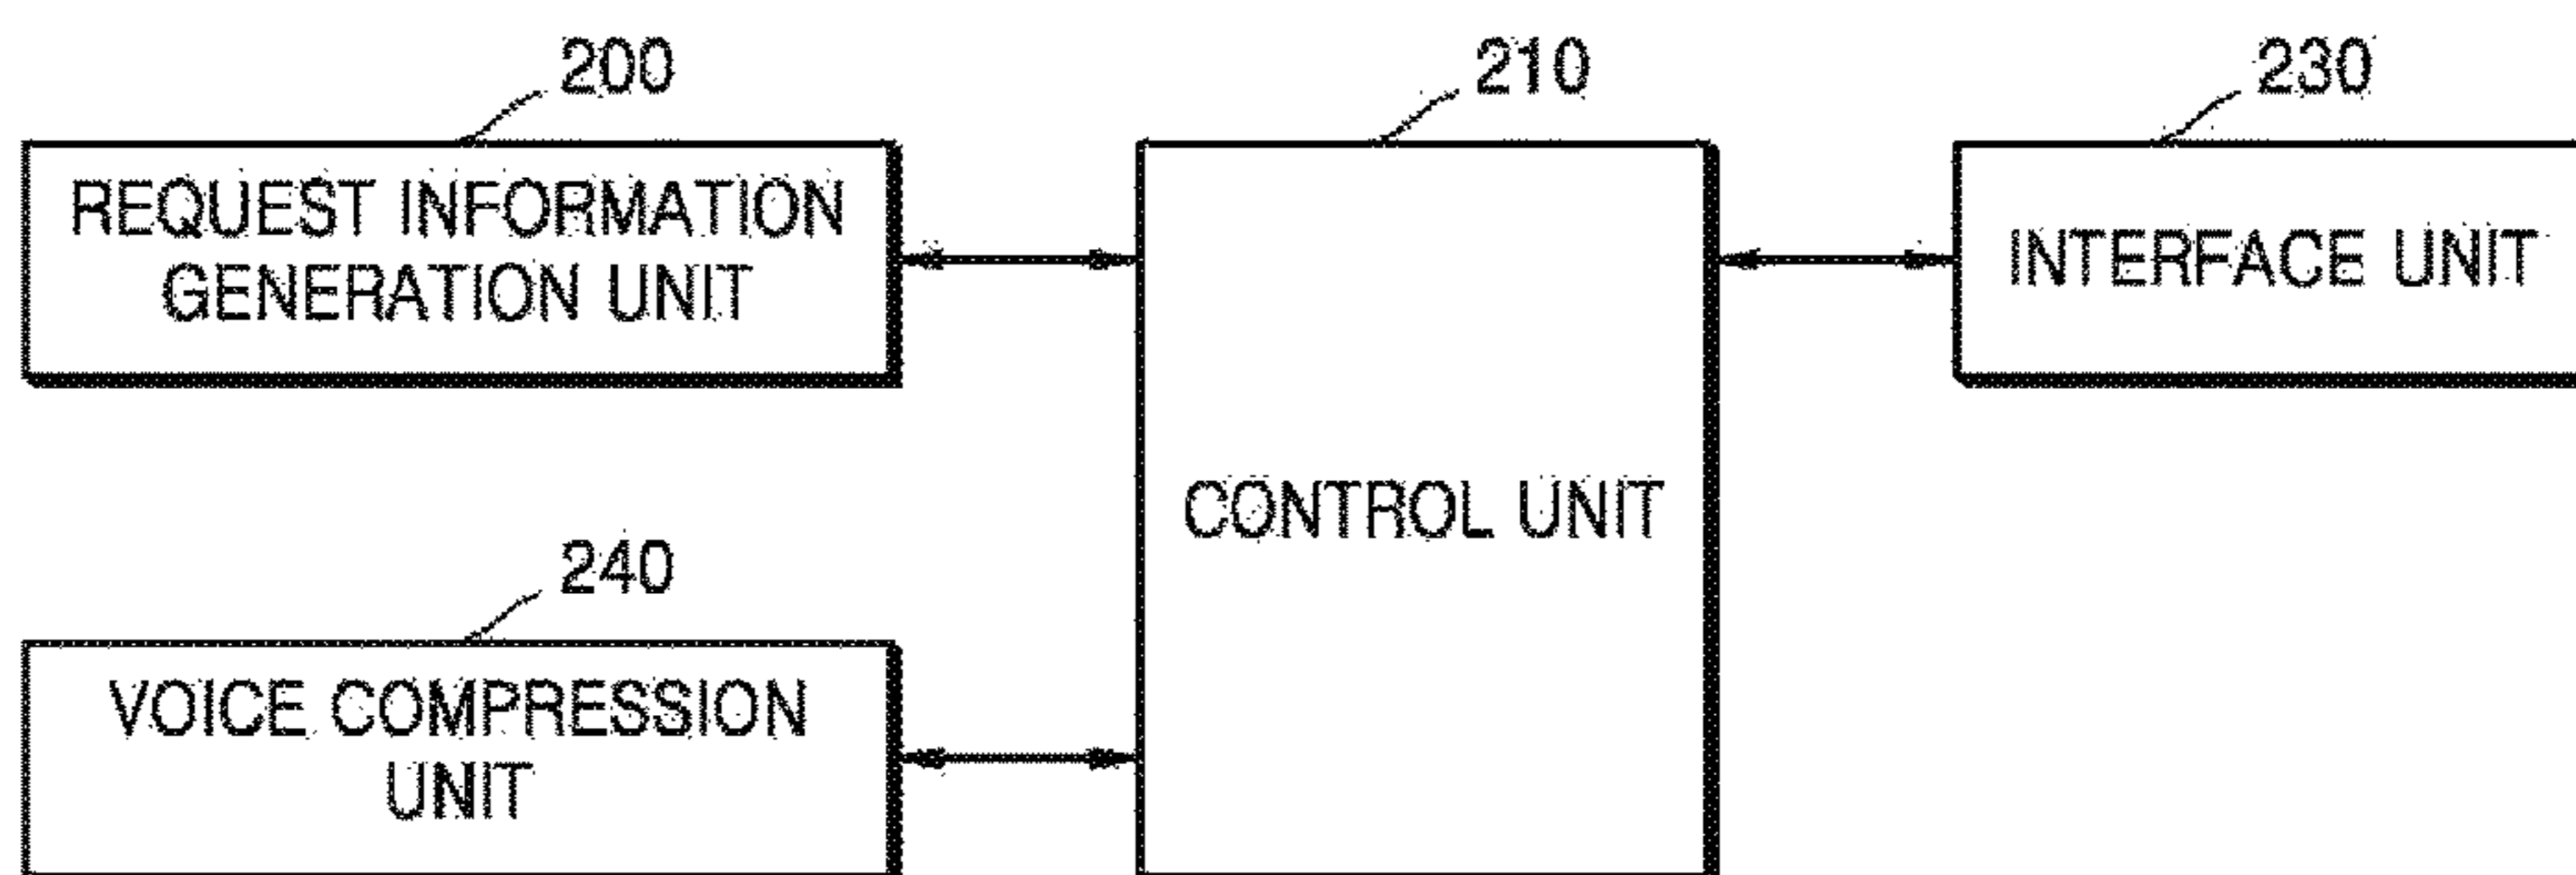 200
210
230
REQUEST INFORMATION
GENERATION UNIT
INTERFACE UNIT
CONTROL UNIT
240
VOICE COMPRESSION
UNIT